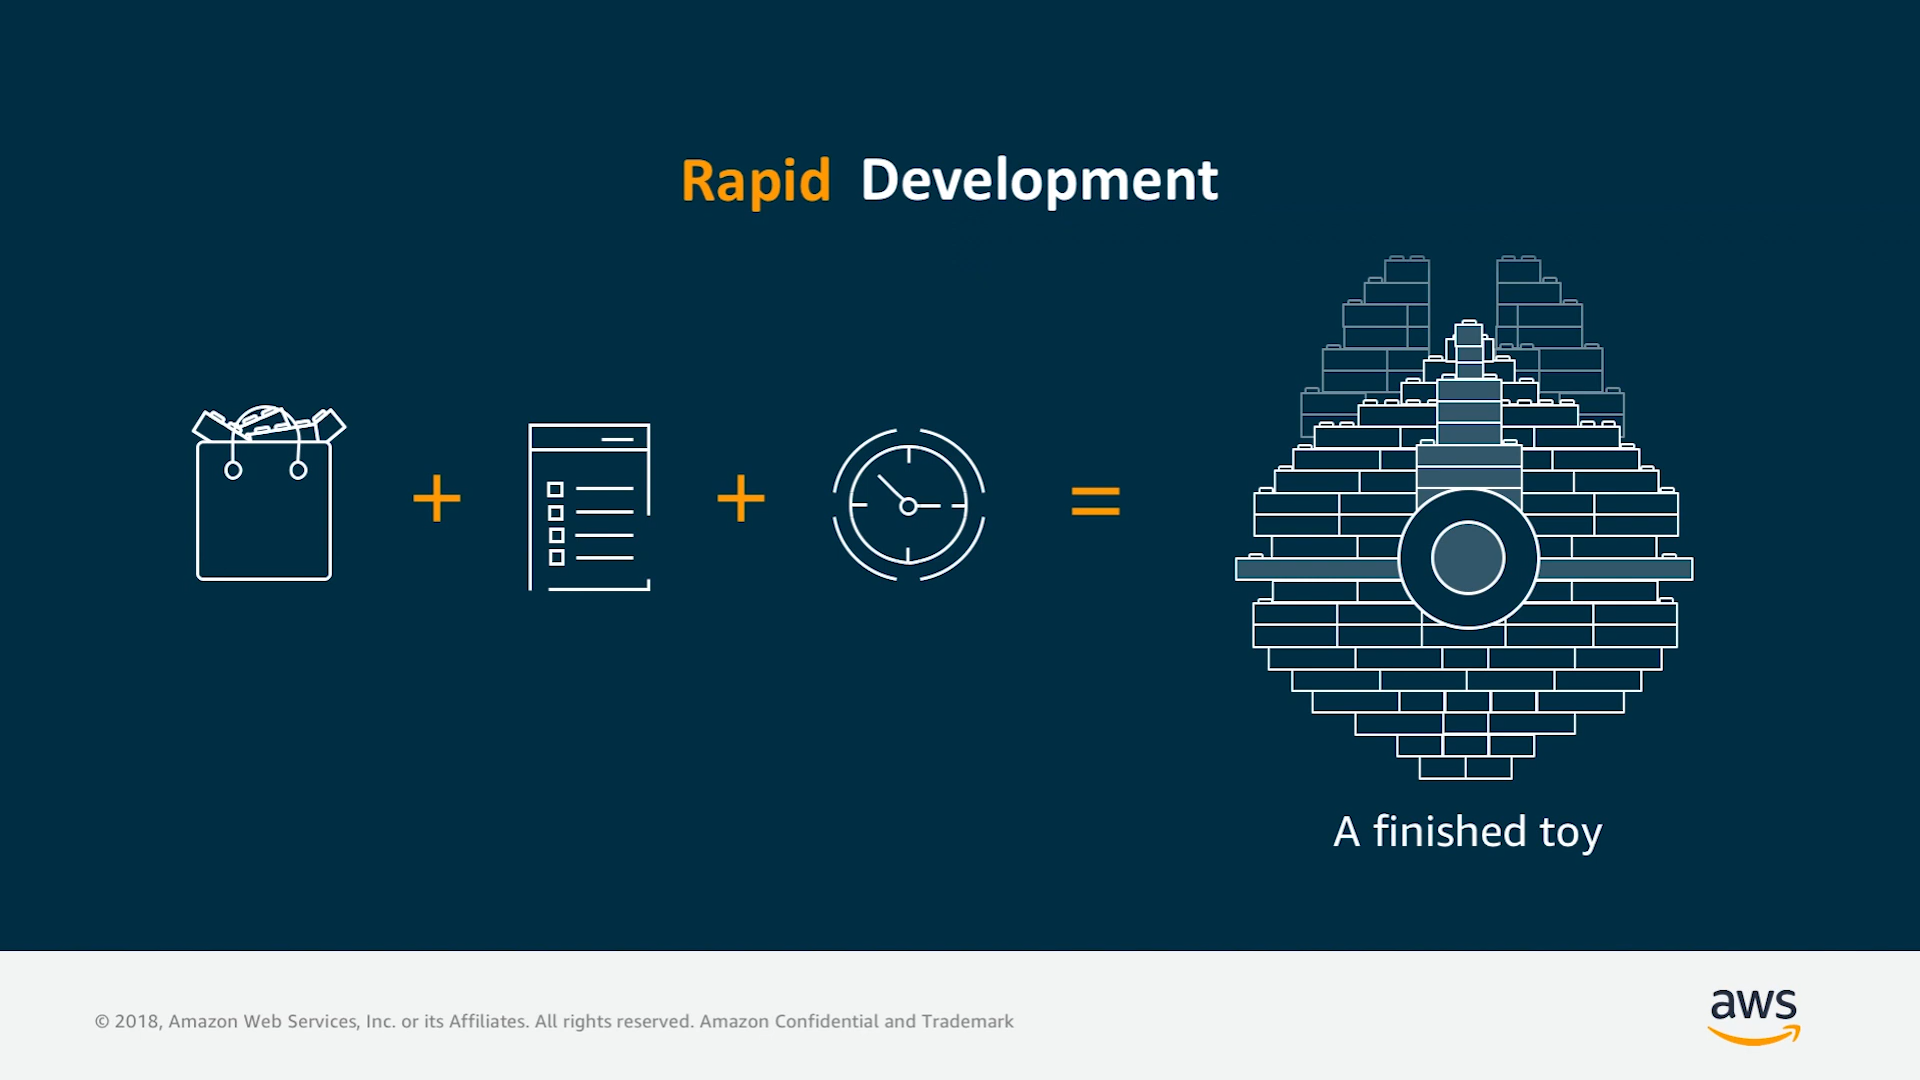 Rapid Development
+ + =
A finished toy
© 2018, Amazon Web Services, Inc. or its Affiliates. All rights reserved. Amazon Confidential and Trademark
aws